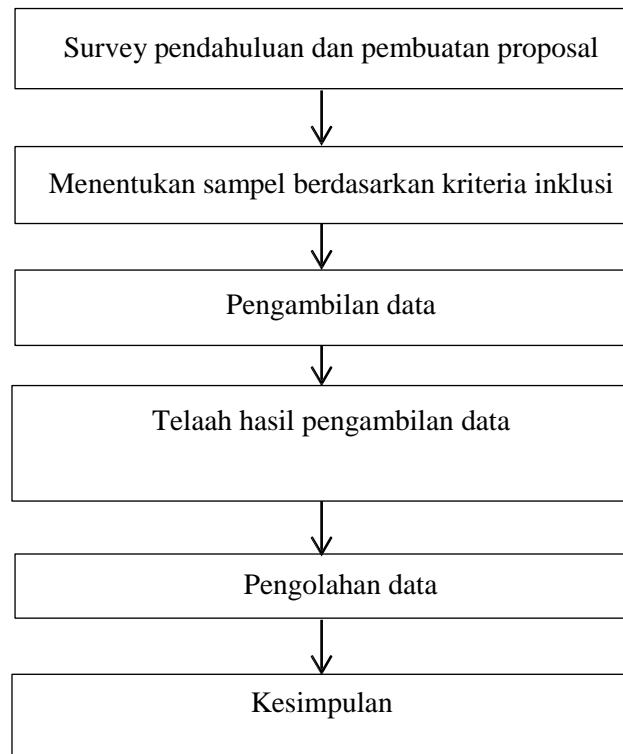 Survey pendahuluan dan pembuatan proposal
Menentukan sampel berdasarkan kriteria inklusi
Pengambilan data
Telaah hasil pengambilan data
Pengolahan data
Kesimpulan